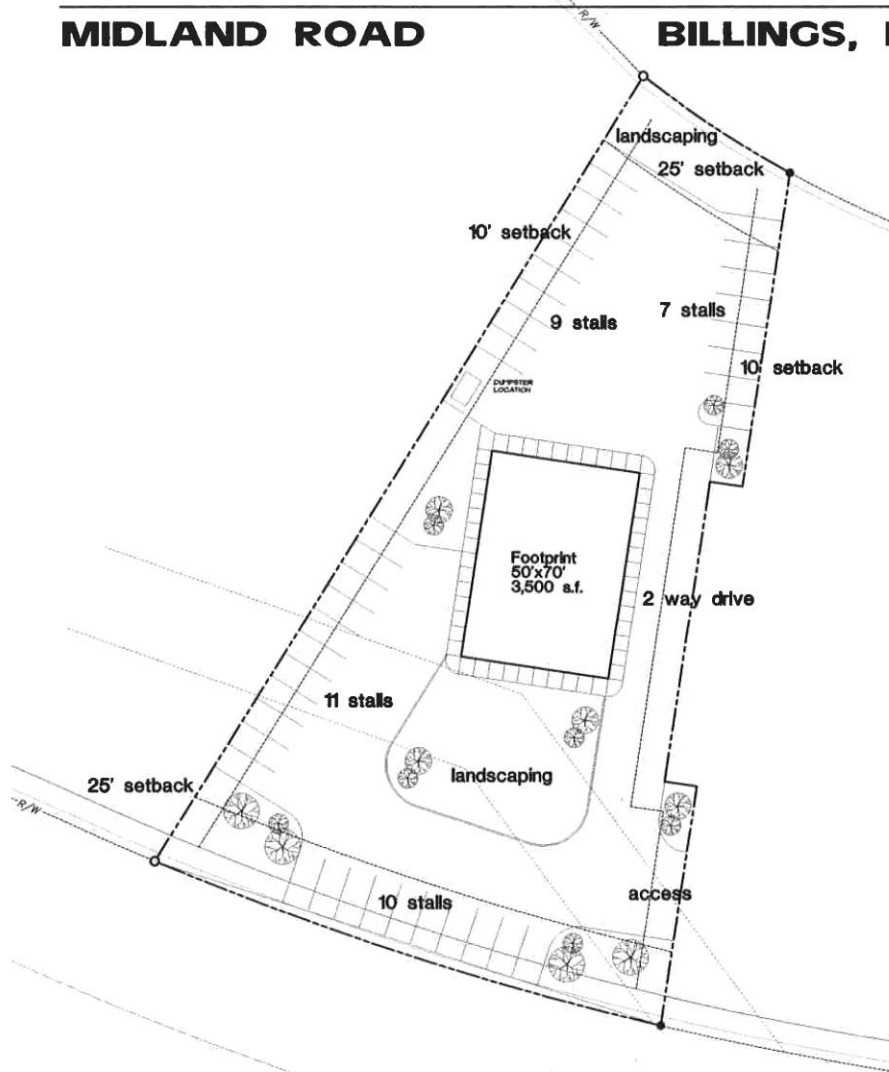 MIDLAND ROAD
BILLINGS,
R/W
landscaping
25' setback
10' setback
9 stalls
7 stalls
10 setback
DUMPSTER
LOCATION
Footprint
50'x70'
3,500 s.f.
2 way drive
11 stalls
landscaping
25' setback
R/W
10 stalls
access